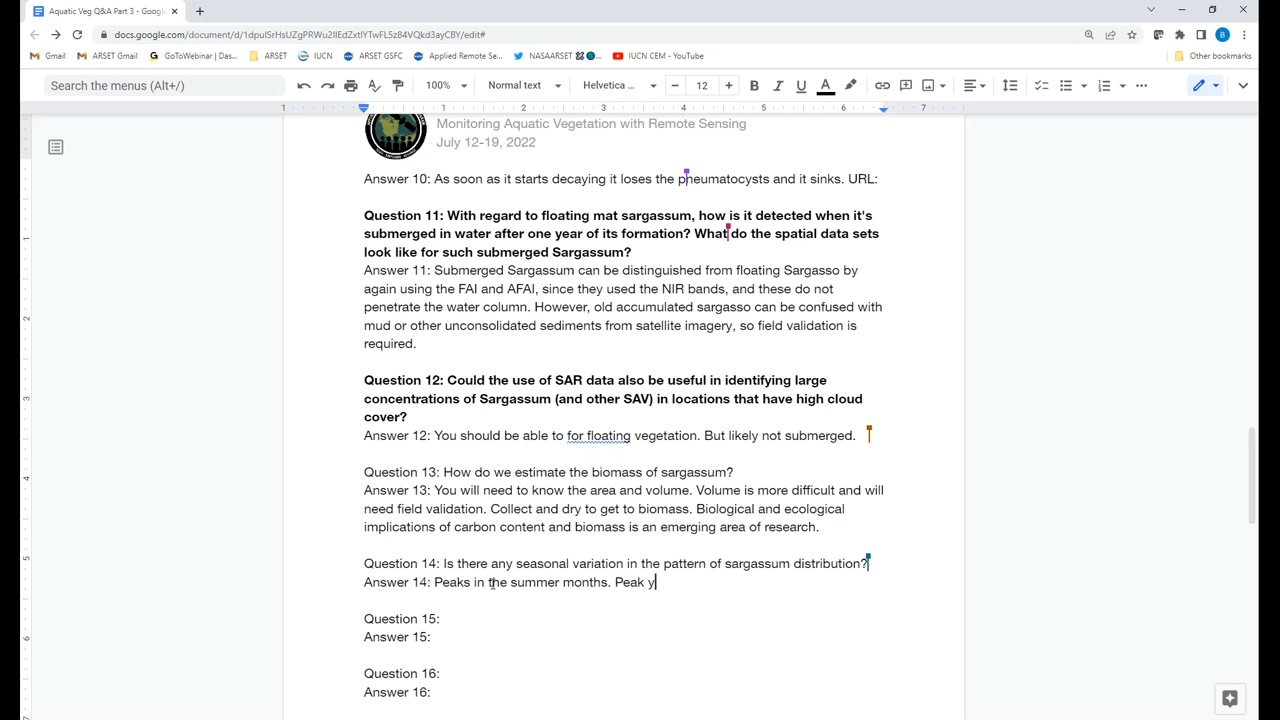 Aquatic Veg Q&A Part 3 - Google
docs.google.com/document/d/1dpulSrHsUZgPRWu2IIEdZxtlYTwFL5z84VQkd3ayCBY/edit#
Gmail ARSET Gmail GoToWebinar | Das... ARSET IUCN ARSET GSFC Applied Remote Se... NASAARSET IUCN CEM - YouTube Other bookmarks
Search the menus (Alt+/) 100% Normal text Helvetica ... 12 B I U A
1 1 2 3 4 5 6 7
Monitoring Aquatic Vegetation with Remote Sensing
July 12-19, 2022
Answer 10: As soon as it starts decaying it loses the pneumatocysts and it sinks. URL:
Question 11: With regard to floating mat sargassum, how is it detected when it's
submerged in water after one year of its formation? What do the spatial data sets
look like for such submerged Sargassum?
Answer 11: Submerged Sargassum can be distinguished from floating Sargasso by
again using the FAI and AFAI, since they used the NIR bands, and these do not
penetrate the water column. However, old accumulated sargasso can be confused with
mud or other unconsolidated sediments from satellite imagery, so field validation is
required.
Question 12: Could the use of SAR data also be useful in identifying large
concentrations of Sargassum (and other SAV) in locations that have high cloud
cover?
Answer 12: You should be able to for floating vegetation. But likely not submerged.
Question 13: How do we estimate the biomass of sargassum?
Answer 13: You will need to know the area and volume. Volume is more difficult and will
need field validation. Collect and dry to get to biomass. Biological and ecological
implications of carbon content and biomass is an emerging area of research.
Question 14: Is there any seasonal variation in the pattern of sargassum distribution?
Answer 14: Peaks in the summer months. Peak y
Question 15:
Answer 15:
Question 16:
Answer 16: